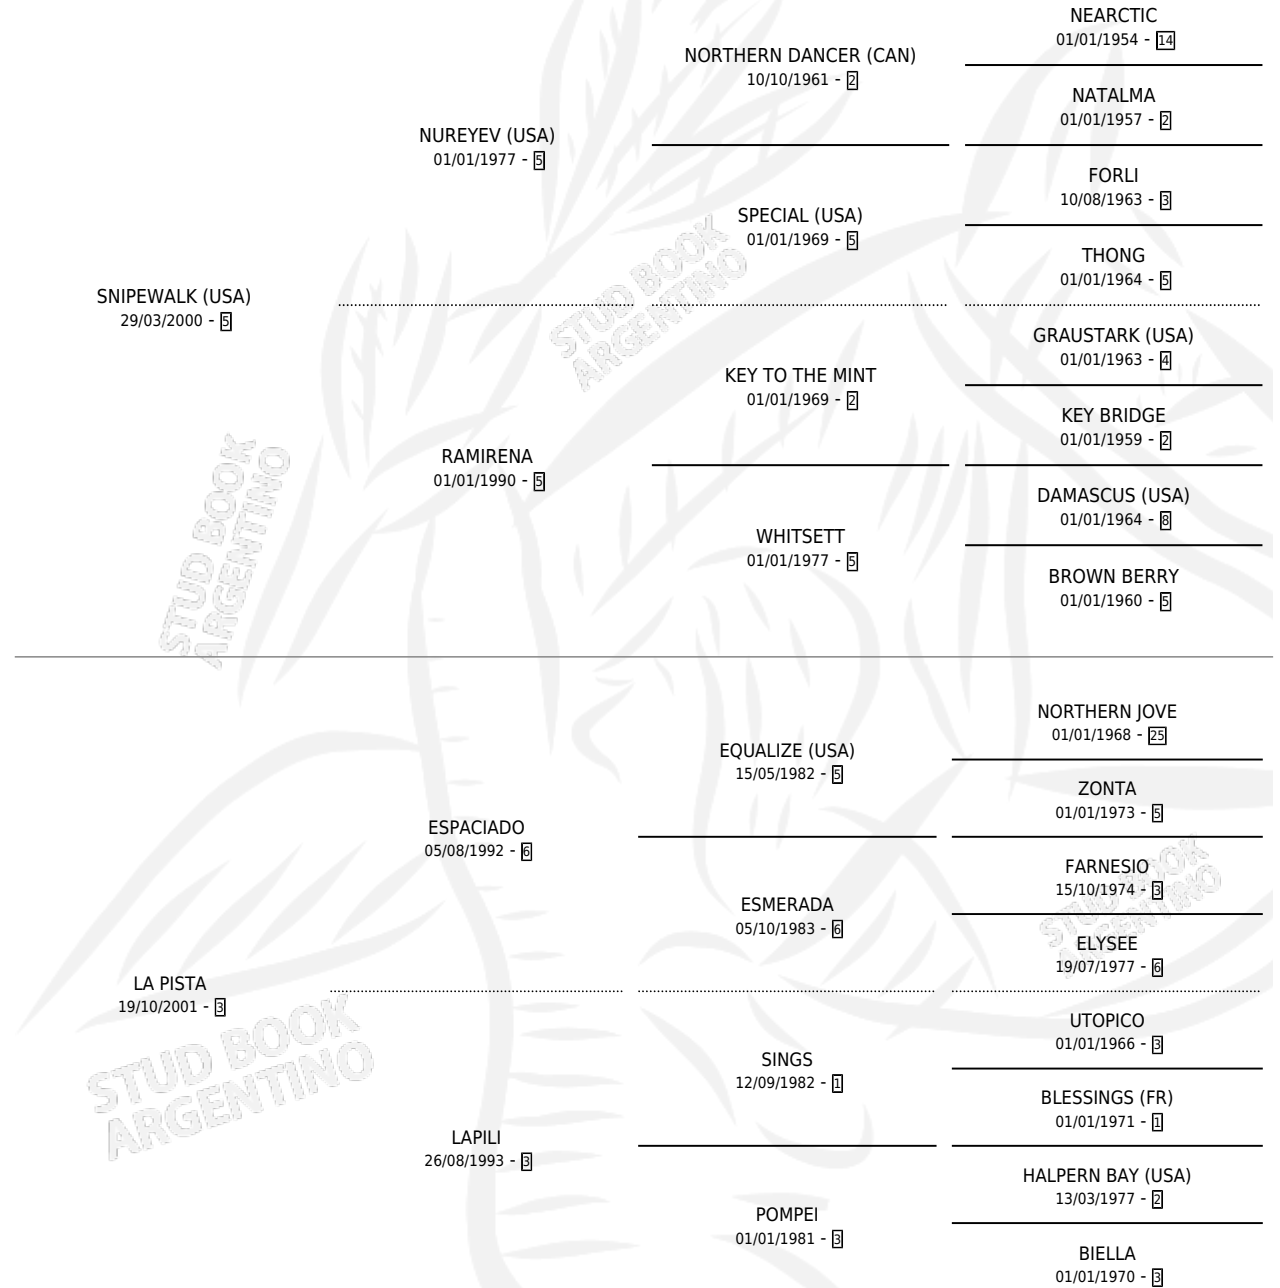 NEARCTIC
01/01/1954 - 14
NORTHERN DANCER (CAN)
10/10/1961 - 2
NATALMA
01/01/1957 - 2
NUREYEV (USA)
01/01/1977 - 5
FORLI
10/08/1963 - 3
SPECIAL (USA)
01/01/1969 - 5
THONG
01/01/1964 - 5
SNIPEWALK (USA)
29/03/2000 - 5
GRAUSTARK (USA)
01/01/1963 - 4
KEY TO THE MINT
01/01/1969 - 2
KEY BRIDGE
01/01/1959 - 2
RAMIRENA
01/01/1990 - 5
DAMASCUS (USA)
01/01/1964 - 8
WHITSETT
01/01/1977 - 5
BROWN BERRY
01/01/1960 - 5
NORTHERN JOVE
01/01/1968 - 25
EQUALIZE (USA)
15/05/1982 - 5
ZONTA
01/01/1973 - 5
ESPACIADO
05/08/1992 - 6
FARNESIO
15/10/1974 - 3
ESMERADA
05/10/1983 - 6
ELYSEE
19/07/1977 - 6
LA PISTA
19/10/2001 - 3
UTOPICO
01/01/1966 - 3
SINGS
12/09/1982 - 1
BLESSINGS (FR)
01/01/1971 - 1
LAPILI
26/08/1993 - 3
HALPERN BAY (USA)
13/03/1977 - 2
POMPEI
01/01/1981 - 3
BIELLA
01/01/1970 - 3
STUD BOOK
ARGENTINO
STUD BOOK
ARGENTINO
STUD BOOK
ARGENTINO
STUD BOOK
ARGENTINO